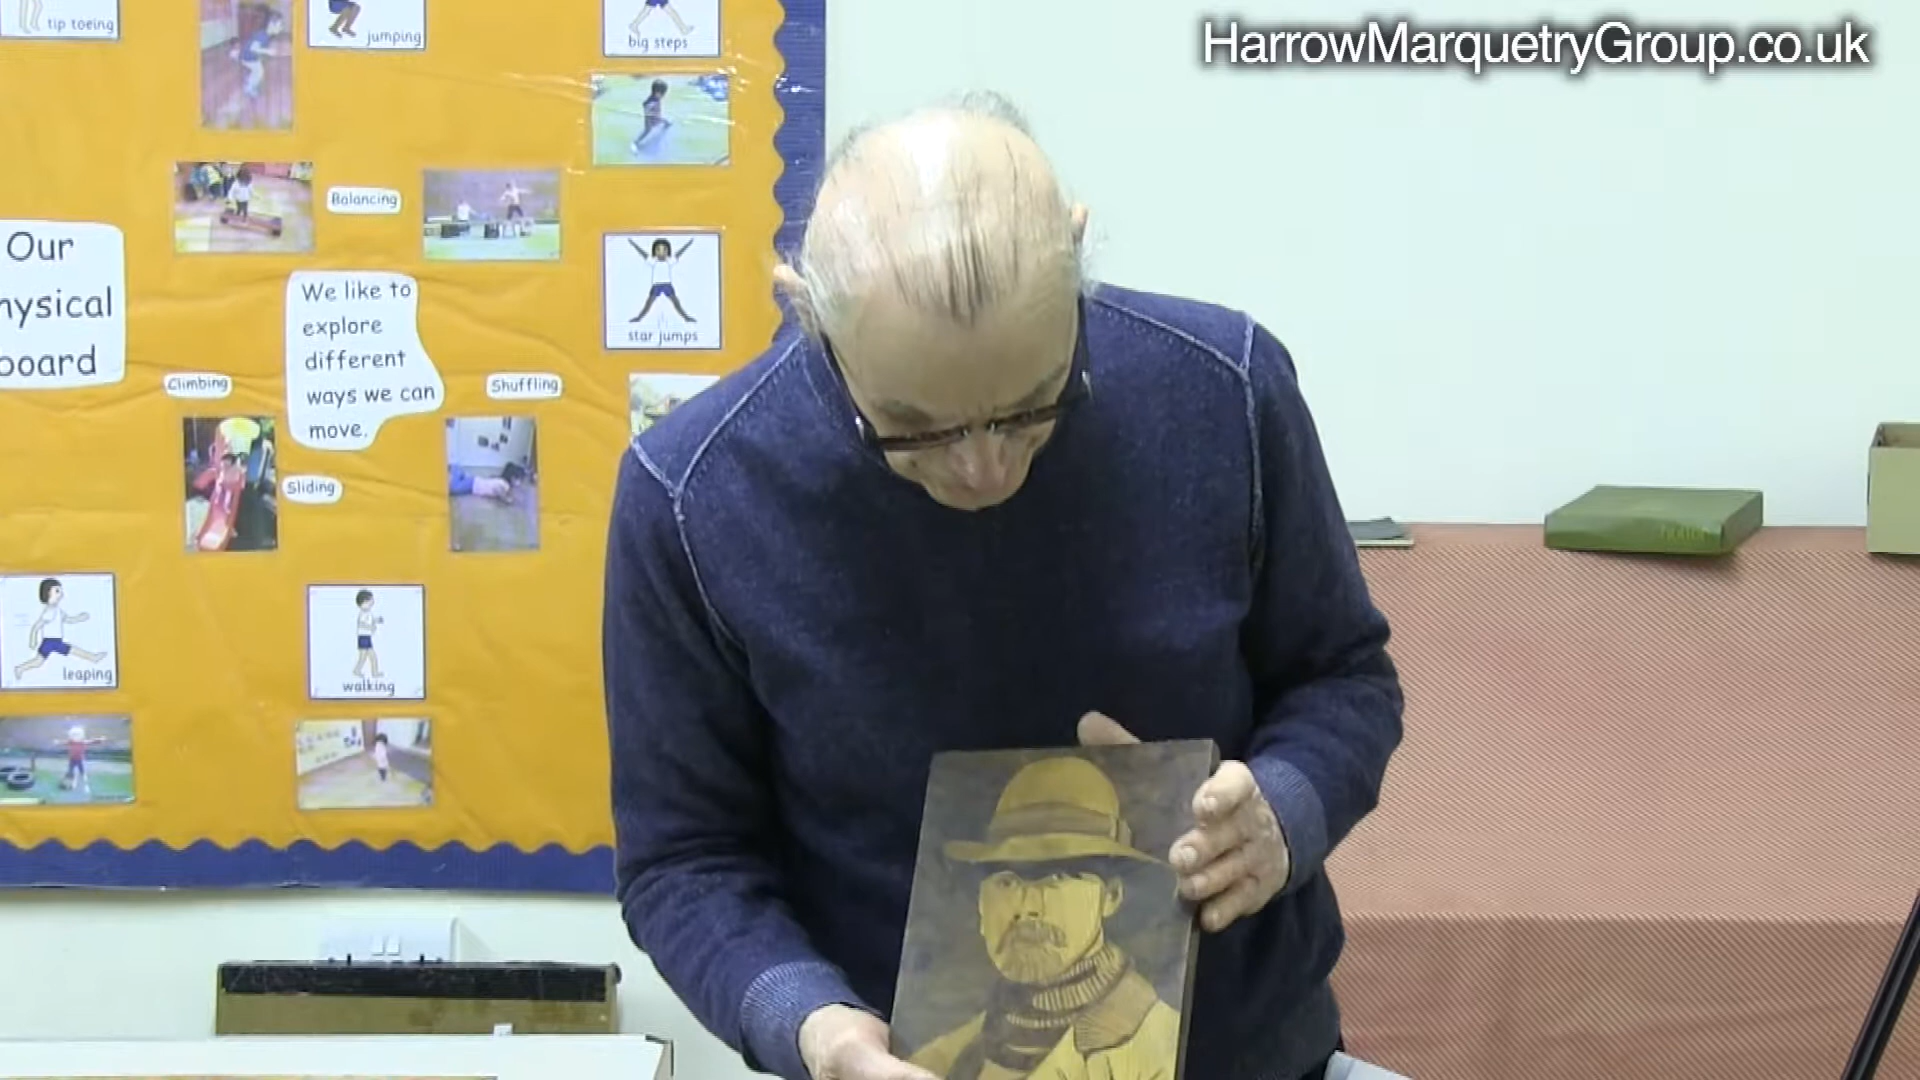 HarrowMarquetryGroup.co.uk
tip toeing
jumping
big steps
Balancing
Our
hysical
board
We like to
explore
different
ways we can
move.
star jumps
Climbing
Shuffling
Sliding
leaping
walking